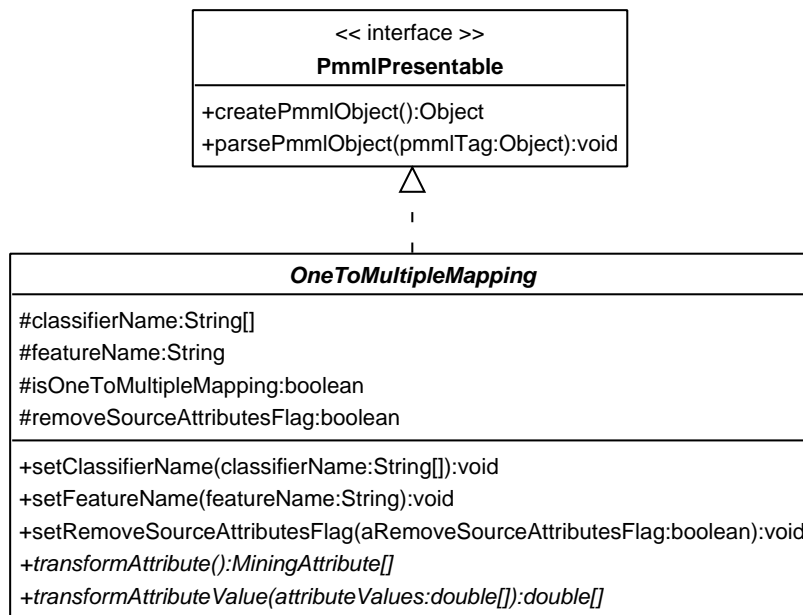 << interface >>
PmmlPresentable
+createPmmlObject():Object
+parsePmmlObject(pmmlTag:Object):void
OneToMultipleMapping
#classifierName:String[]
#featureName:String
#isOneToMultipleMapping:boolean
#removeSourceAttributesFlag:boolean
+setClassifierName(classifierName:String[]):void
+setFeatureName(featureName:String):void
+setRemoveSourceAttributesFlag(aRemoveSourceAttributesFlag:boolean):void
+transformAttribute():MiningAttribute[]
+transformAttributeValue(attributeValues:double[]):double[]